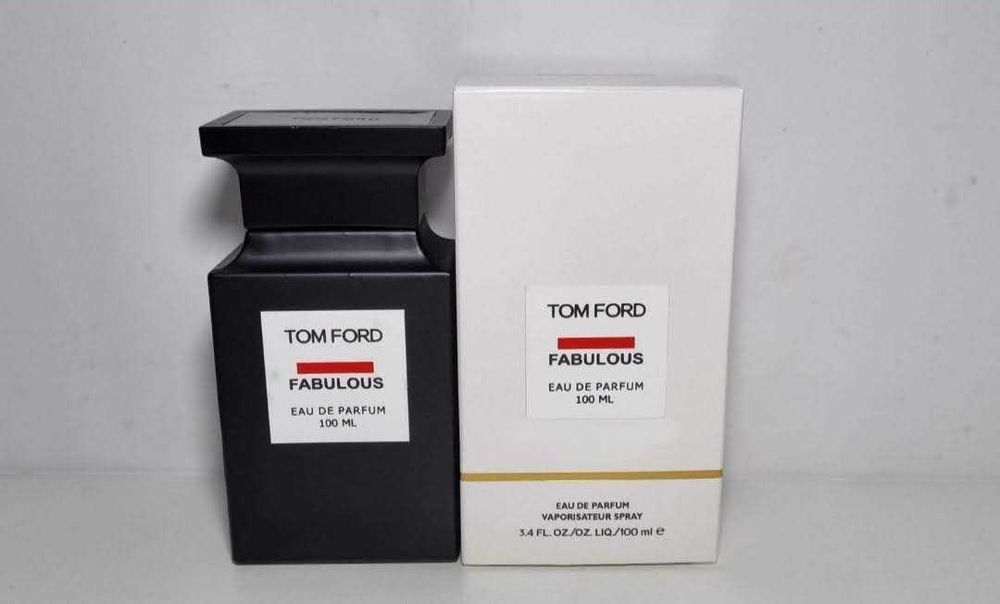 TOM FORD
TOM FORD
FABULOUS
EAU DE PARFUM
100 ML
TOM FORD
FABULOUS
EAU DE PARFUM
100 ML
EAU DE PARFUM
VAPORISATEUR SPRAY
3.4 FL. OZ./OZ. LIQ./100 ml ℮